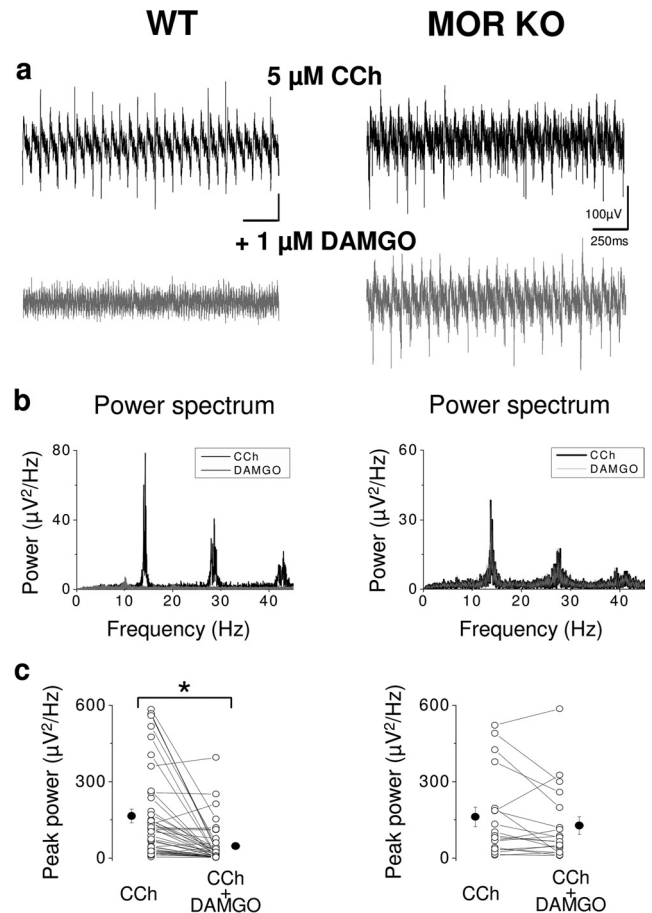 WT MOR KO
a
5 µM CCh
100µV
250ms
+ 1 µM DAMGO
b
Power spectrum
Power (µV²/Hz)
80
40
0
0 20 40
Frequency (Hz)
CCh
DAMGO
Power spectrum
Power (µV²/Hz)
60
30
0
0 10 20 30 40
Frequency (Hz)
CCh
DAMGO
c
Peak power (µV²/Hz)
600
300
0
*
CCh
CCh
+
DAMGO
Peak power (µV²/Hz)
600
300
0
CCh
CCh
+
DAMGO